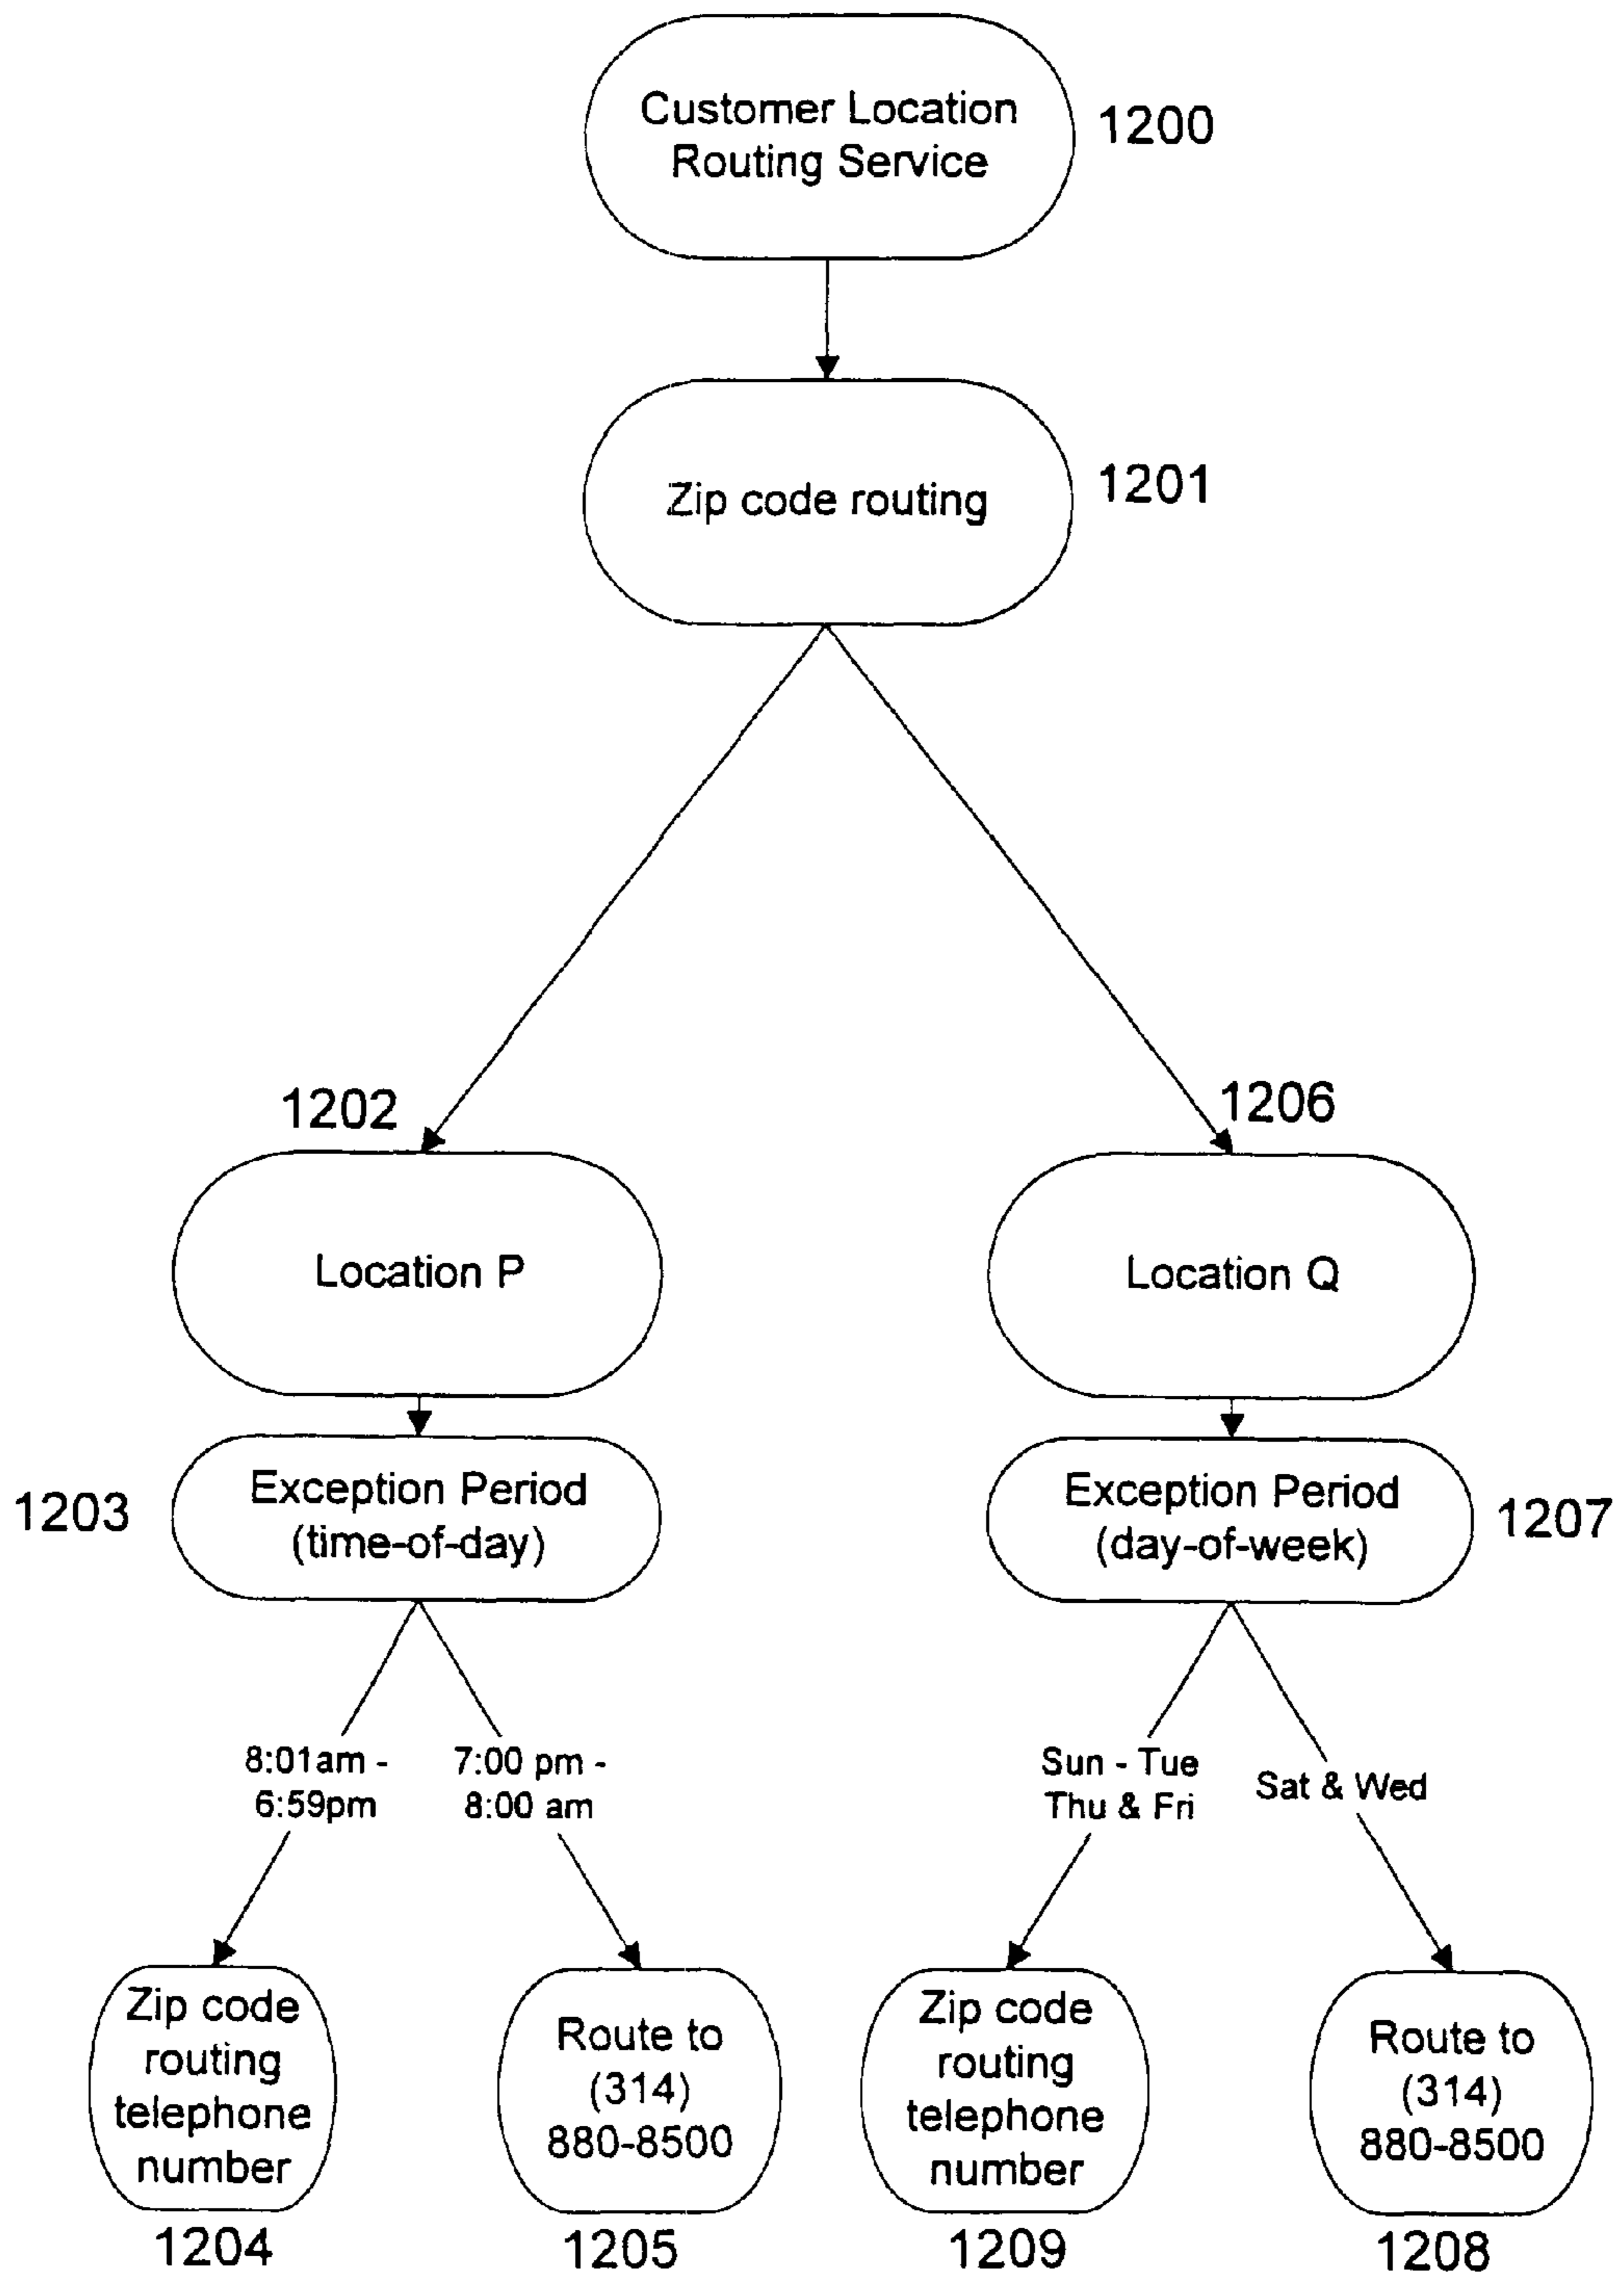 Customer Location
Routing Service
1200
Zip code routing
1201
1202
1206
Location P
Location Q
1203
Exception Period
(time-of-day)
Exception Period
(day-of-week)
1207
8:01am -
6:59pm
7:00 pm -
8:00 am
Sun - Tue
Thu & Fri
Sat & Wed
Zip code
routing
telephone
number
Route to
(314)
880-8500
Zip code
routing
telephone
number
Route to
(314)
880-8500
1204
1205
1209
1208